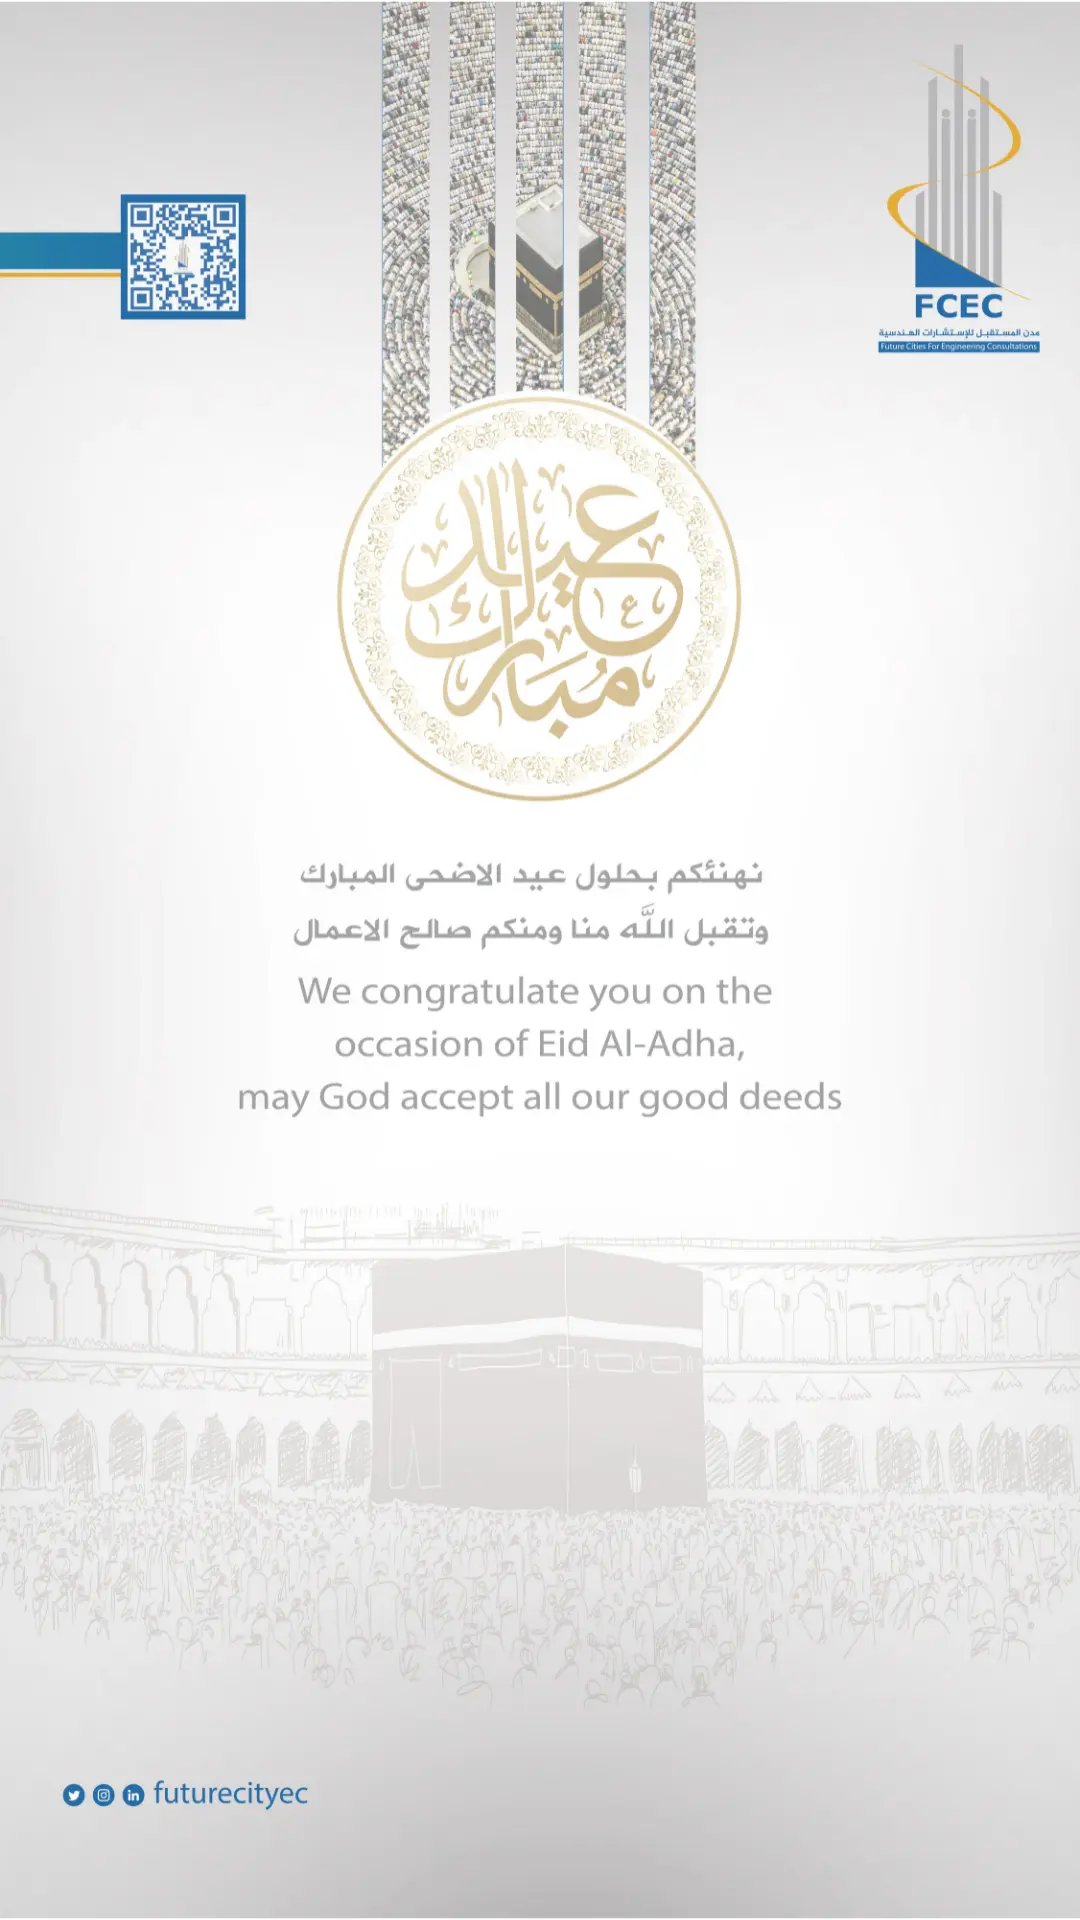 FCEC
مدن المستقبل للإستشارات الهندسية
Future Cities For Engineering Consultations
عيد
مُبَارك
نهنئكم بحلول عيد الاضحى المبارك
وتقبل اللَّه منا ومنكم صالح الاعمال
We congratulate you on the
occasion of Eid Al-Adha,
may God accept all our good deeds
futurecityec